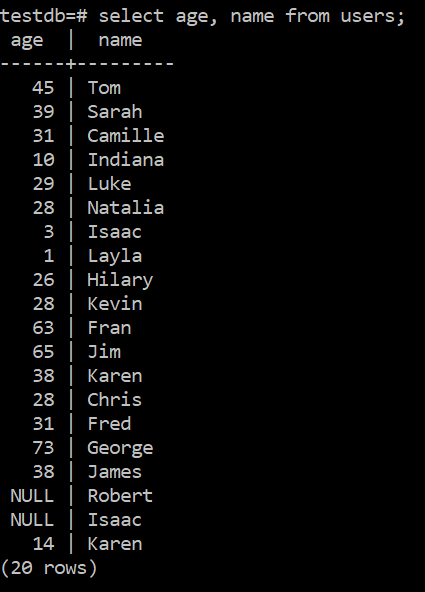 testdb=# select age, name from users;
 age  |  name
------+---------
   45 | Tom
   39 | Sarah
   31 | Camille
   10 | Indiana
   29 | Luke
   28 | Natalia
    3 | Isaac
    1 | Layla
   26 | Hilary
   28 | Kevin
   63 | Fran
   65 | Jim
   38 | Karen
   28 | Chris
   31 | Fred
   73 | George
   38 | James
 NULL | Robert
 NULL | Isaac
   14 | Karen
(20 rows)